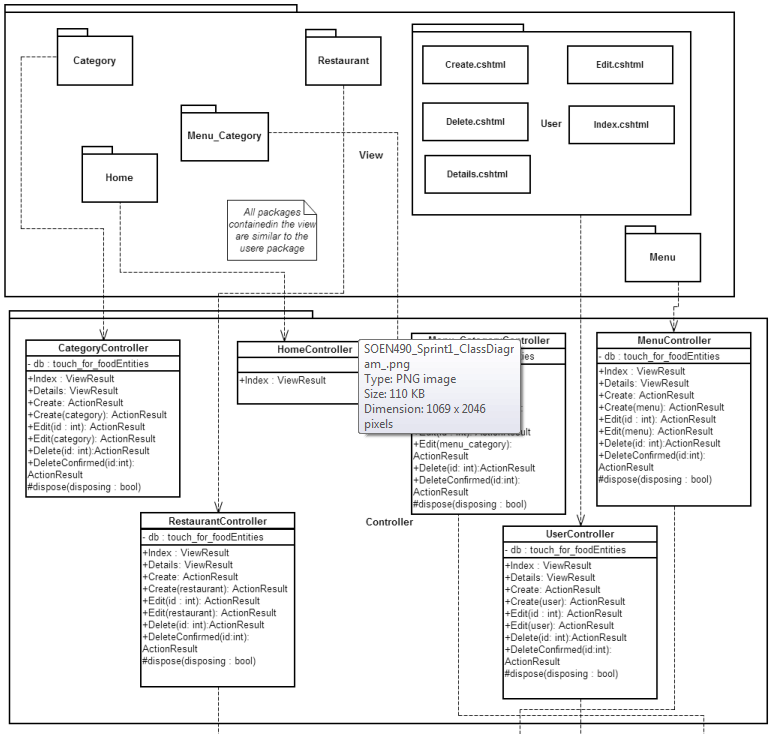 Category
Restaurant
Menu_Category
Home
View
All packages
containedin the view
are similar to the
usere package
Create.cshtml
Edit.cshtml
Delete.cshtml
User
Index.cshtml
Details.cshtml
Menu
CategoryController
- db : touch_for_foodEntities
+Index : ViewResult
+Details: ViewResult
+Create: ActionResult
+Create(category): ActionResult
+Edit(id : int): ActionResult
+Edit(category): ActionResult
+Delete(id: int):ActionResult
+DeleteConfirmed(id:int):
ActionResult
#dispose(disposing : bool)
HomeController
+Index : ViewResult
SOEN490_Sprint1_ClassDiagr
am_.png
Type: PNG image
Size: 110 KB
Dimension: 1069 x 2046
pixels
+Edit(id : int): ActionResult
+Edit(menu_category):
ActionResult
+Delete(id: int):ActionResult
+DeleteConfirmed(id:int):
ActionResult
#dispose(disposing : bool)
MenuController
- db : touch_for_foodEntities
+Index : ViewResult
+Details: ViewResult
+Create: ActionResult
+Create(menu): ActionResult
+Edit(id : int): ActionResult
+Edit(menu): ActionResult
+Delete(id: int):ActionResult
+DeleteConfirmed(id:int):
ActionResult
#dispose(disposing : bool)
Controller
RestaurantController
- db : touch_for_foodEntities
+Index : ViewResult
+Details: ViewResult
+Create: ActionResult
+Create(restaurant): ActionResult
+Edit(id : int): ActionResult
+Edit(restaurant): ActionResult
+Delete(id: int):ActionResult
+DeleteConfirmed(id:int):
ActionResult
#dispose(disposing : bool)
UserController
- db : touch_for_foodEntities
+Index : ViewResult
+Details: ViewResult
+Create: ActionResult
+Create(user): ActionResult
+Edit(id : int): ActionResult
+Edit(user): ActionResult
+Delete(id: int):ActionResult
+DeleteConfirmed(id:int):
ActionResult
#dispose(disposing : bool)